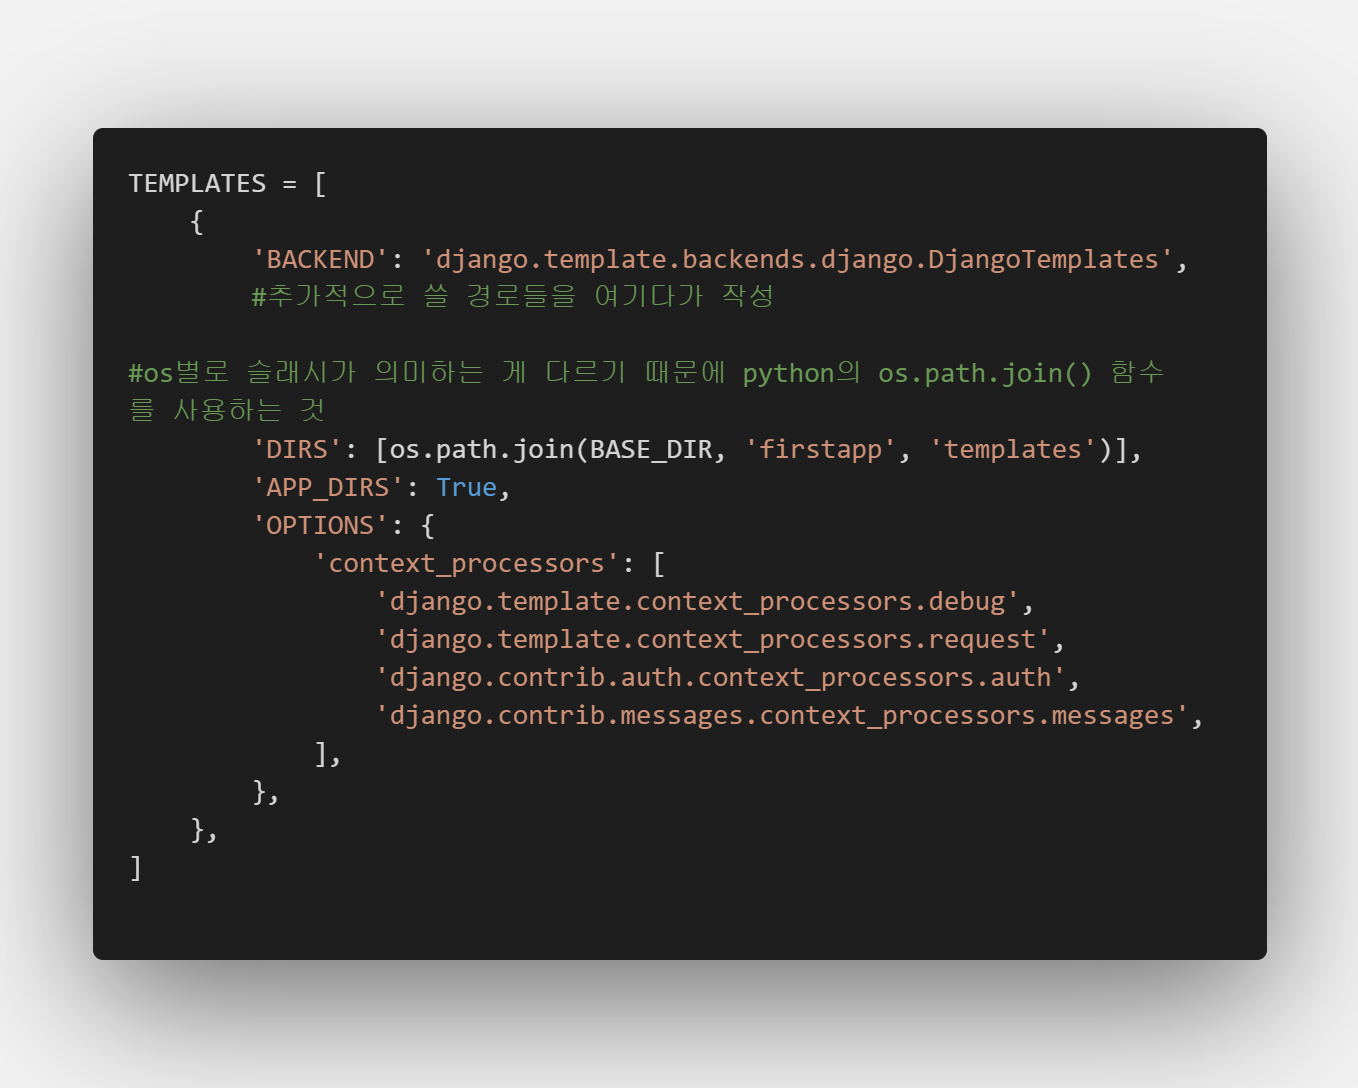 TEMPLATES = [
    {
        'BACKEND': 'django.template.backends.django.DjangoTemplates',
        #추가적으로 쓸 경로들을 여기다가 작성

#os별로 슬래시가 의미하는 게 다르기 때문에 python의 os.path.join() 함수
를 사용하는 것
        'DIRS': [os.path.join(BASE_DIR, 'firstapp', 'templates')],
        'APP_DIRS': True,
        'OPTIONS': {
            'context_processors': [
                'django.template.context_processors.debug',
                'django.template.context_processors.request',
                'django.contrib.auth.context_processors.auth',
                'django.contrib.messages.context_processors.messages',
            ],
        },
    },
]